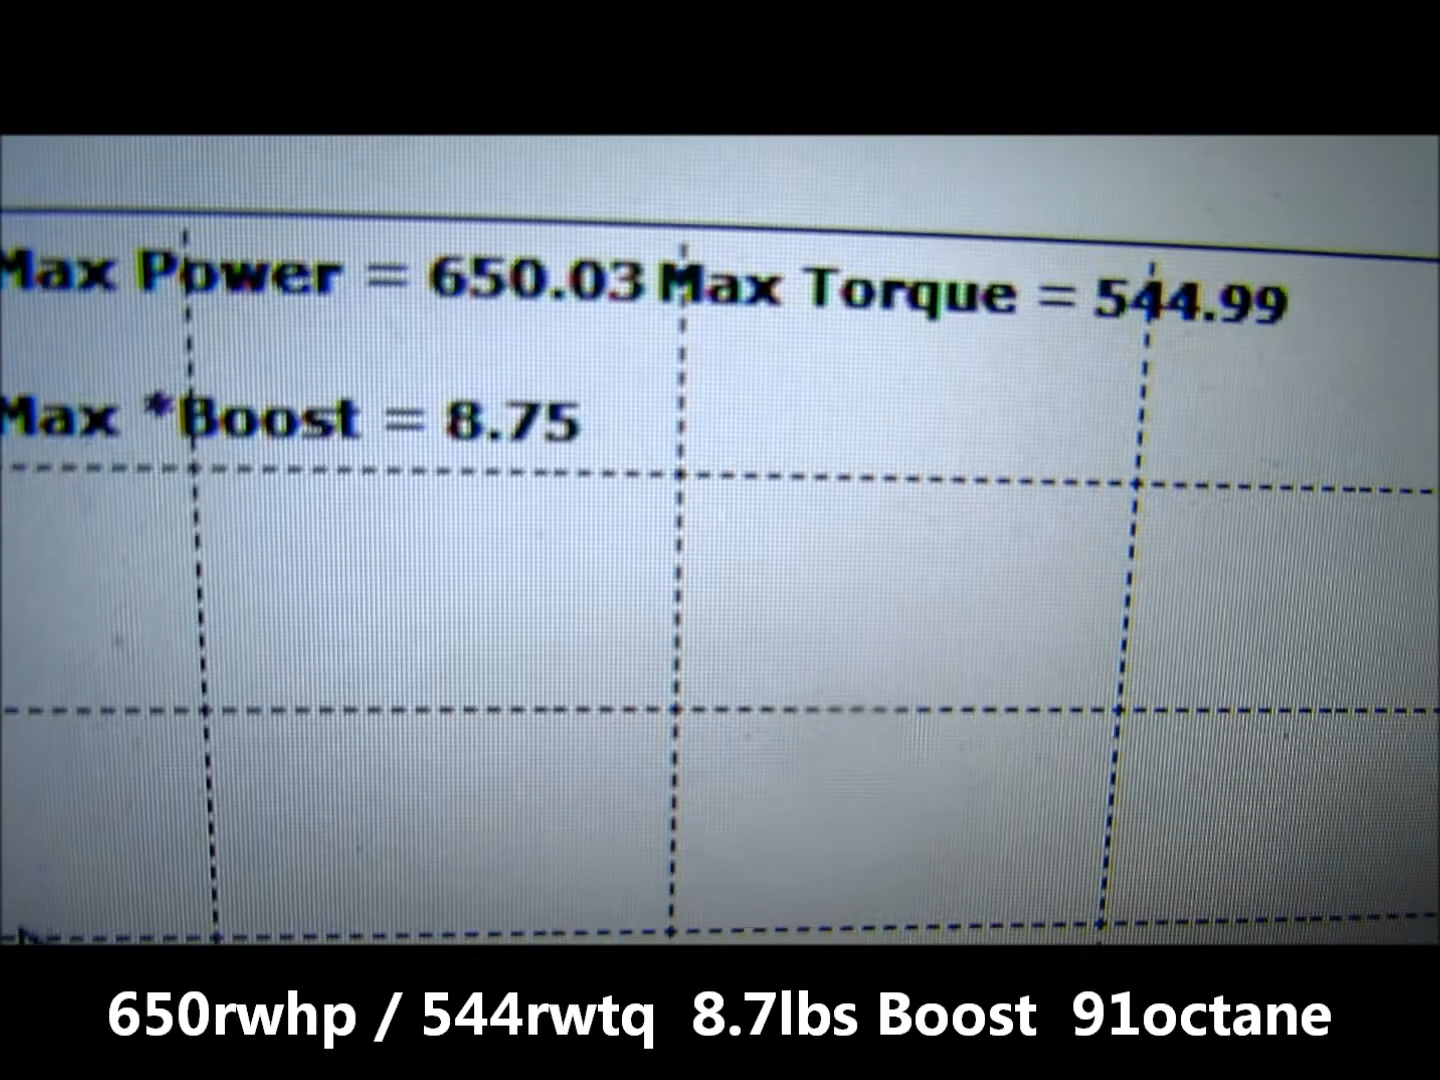 Max Power = 650.03 Max Torque = 544.99
Max *Boost = 8.75
650rwhp / 544rwtq  8.7lbs Boost  91octane